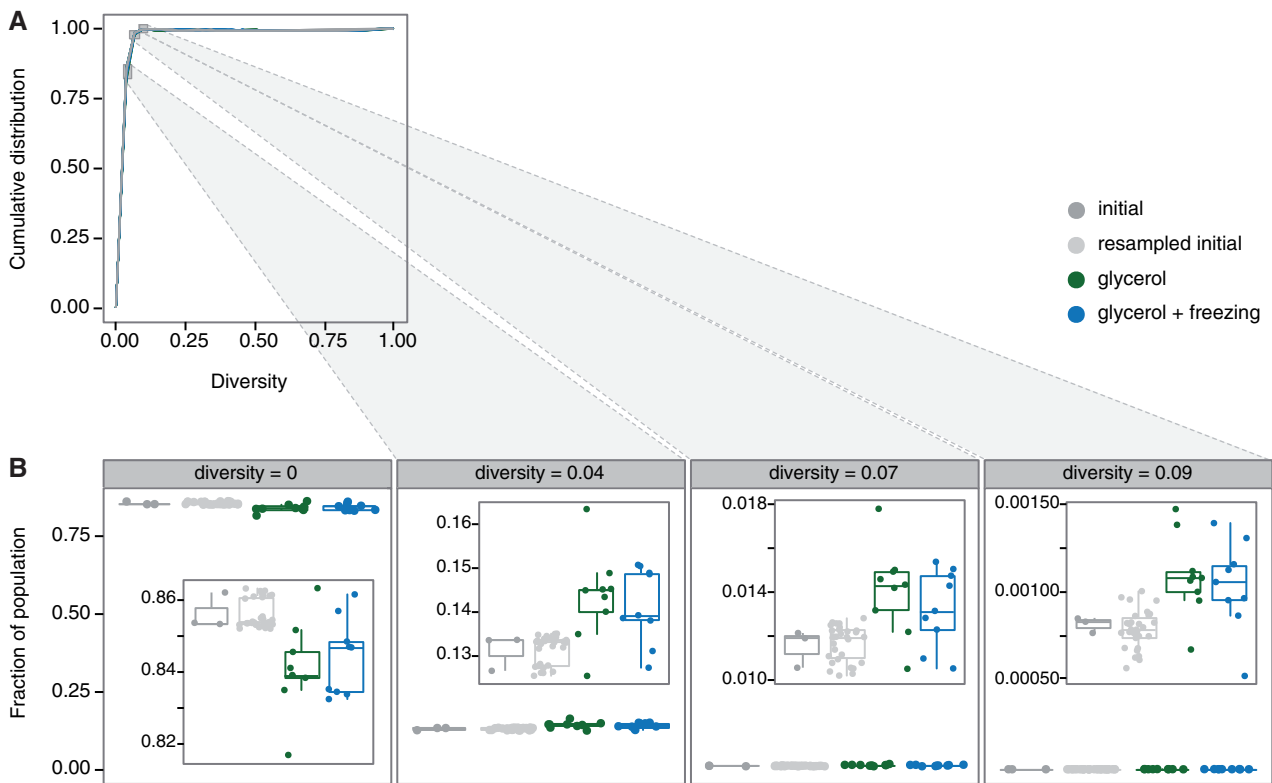 A
Cumulative distribution
1.00
0.75
0.50
0.25
0.00
0.00 0.25 0.50 0.75 1.00
Diversity
initial
resampled initial
glycerol
glycerol + freezing
B
Fraction of population
diversity = 0
diversity = 0.04
diversity = 0.07
diversity = 0.09
0.75
0.50
0.25
0.00
0.86
0.84
0.82
0.16
0.15
0.14
0.13
0.018
0.014
0.010
0.00150
0.00100
0.00050